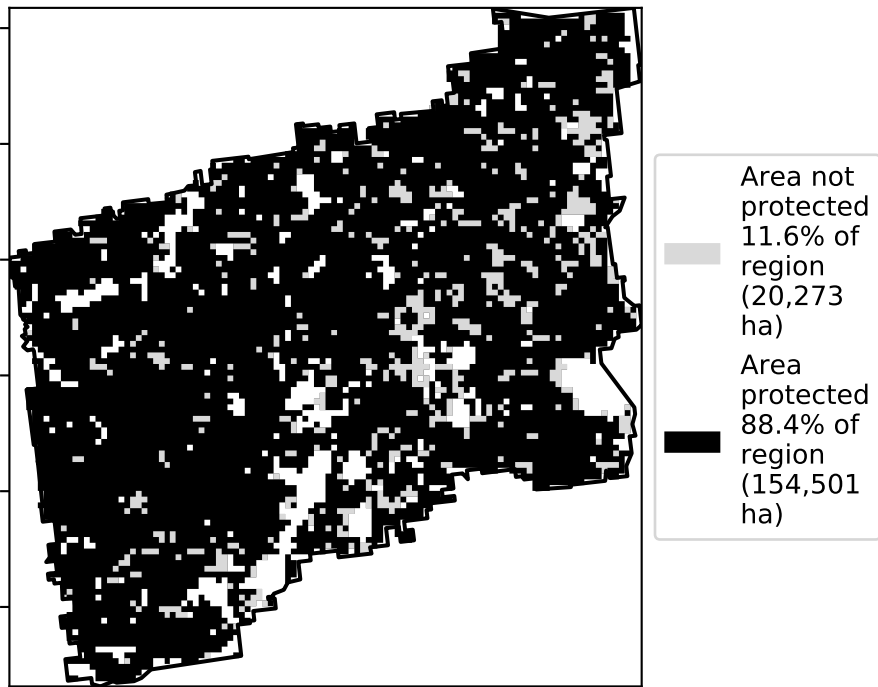 Area not
protected
11.6% of
region
(20,273
ha)
Area
protected
88.4% of
region
(154,501
ha)